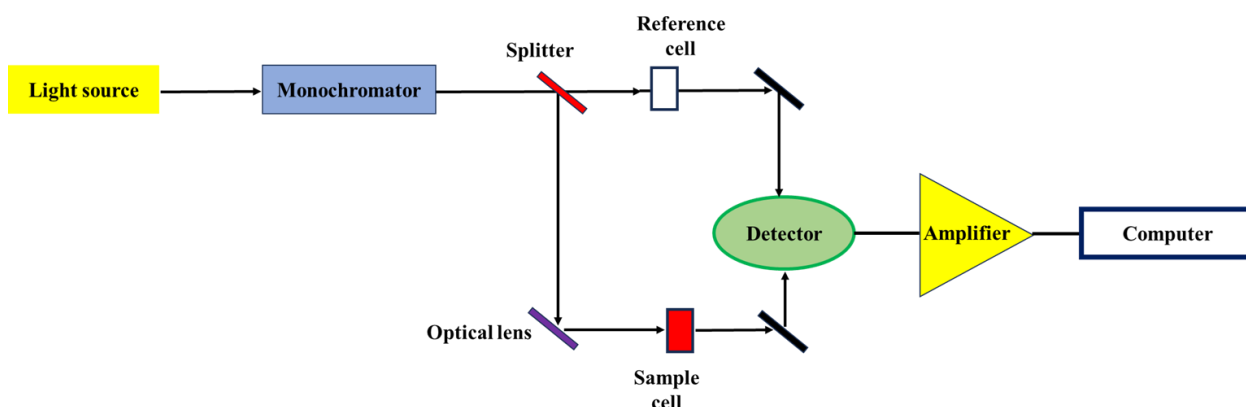 Reference
cell
Splitter
Light source
Monochromator
Detector
Amplifier
Computer
Optical lens
Sample
cell